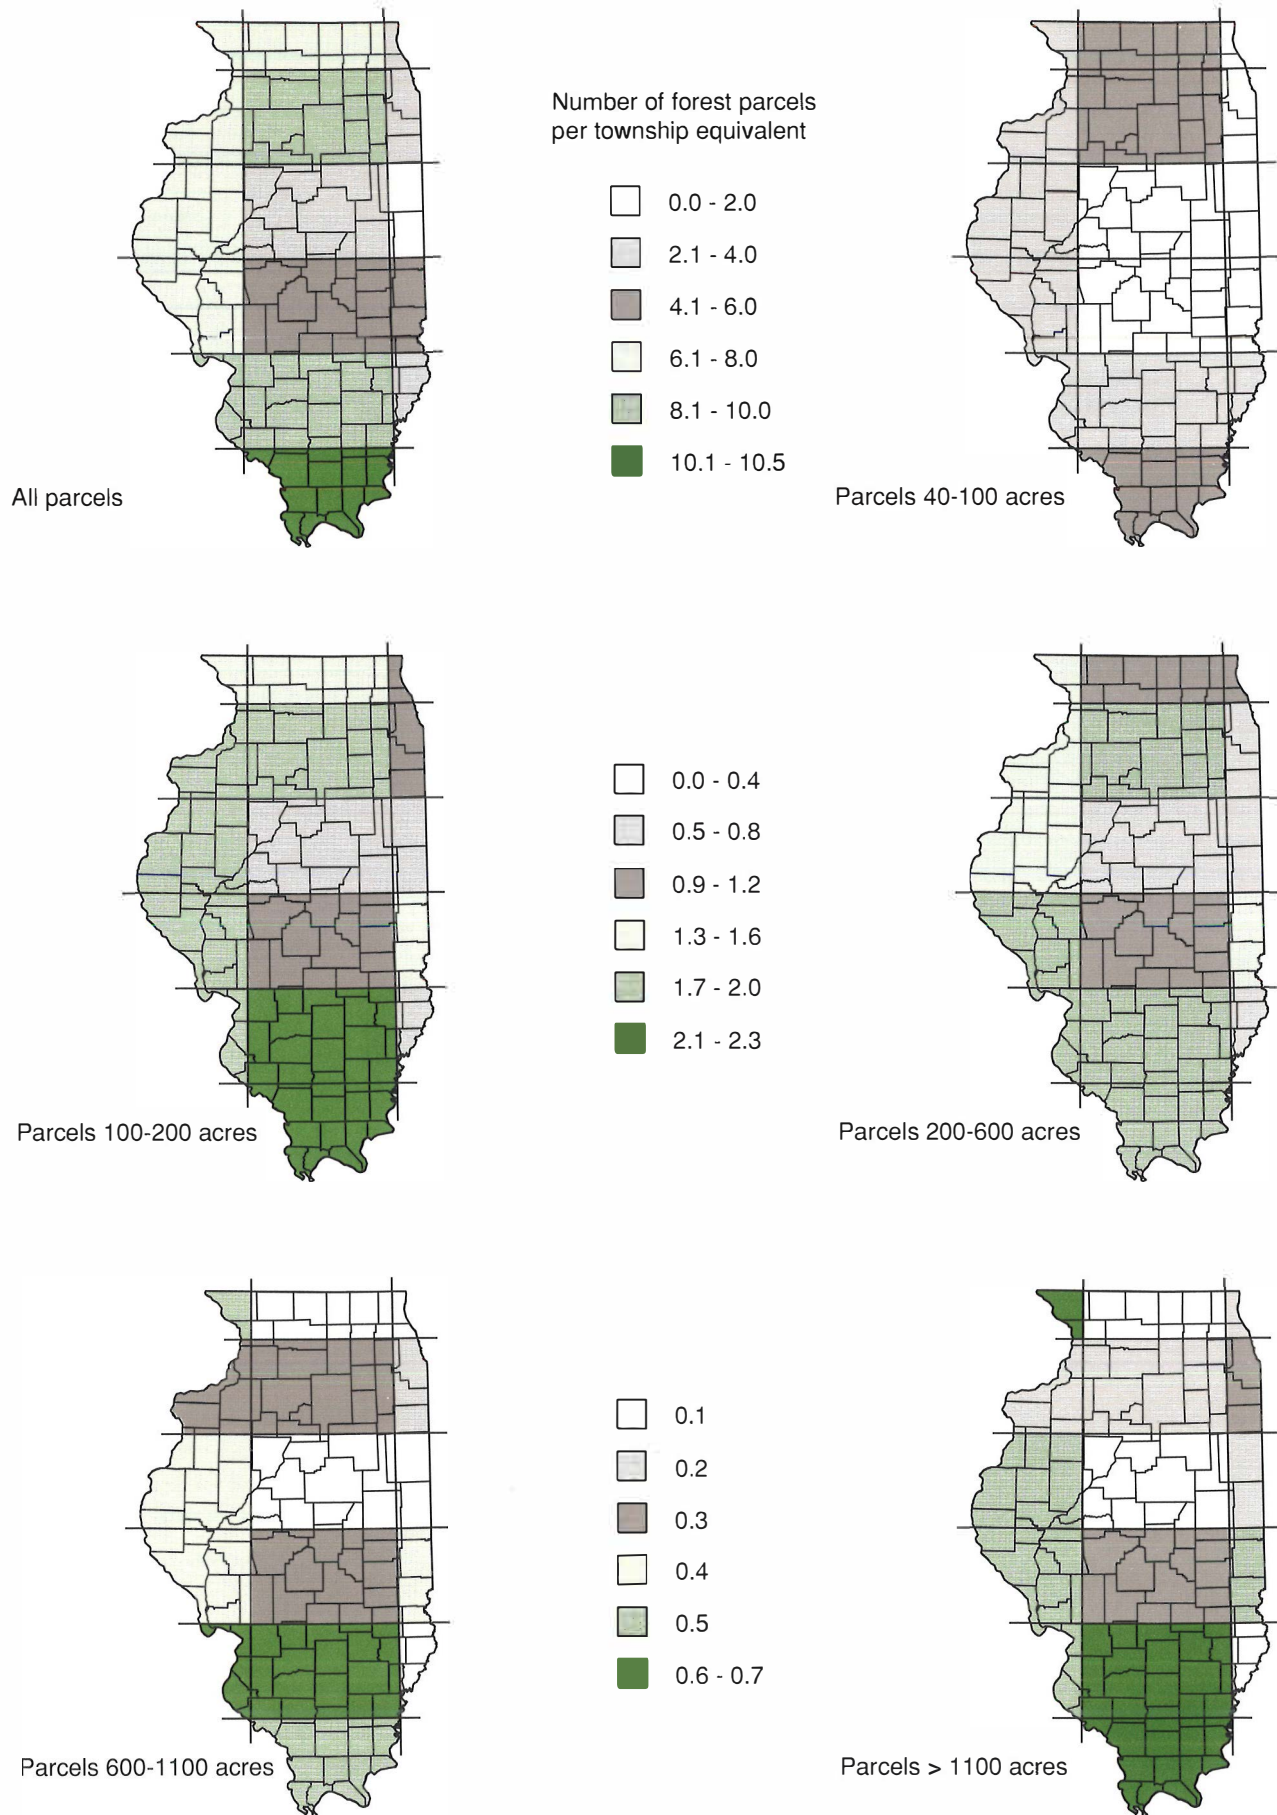 Number of forest parcels
per township equivalent
0.0 - 2.0
2.1 - 4.0
4.1 - 6.0
6.1 - 8.0
8.1 - 10.0
10.1 - 10.5
All parcels
Parcels 40-100 acres
0.0 - 0.4
0.5 - 0.8
0.9 - 1.2
1.3 - 1.6
1.7 - 2.0
2.1 - 2.3
Parcels 100-200 acres
Parcels 200-600 acres
0.1
0.2
0.3
0.4
0.5
0.6 - 0.7
Parcels 600-1100 acres
Parcels > 1100 acres